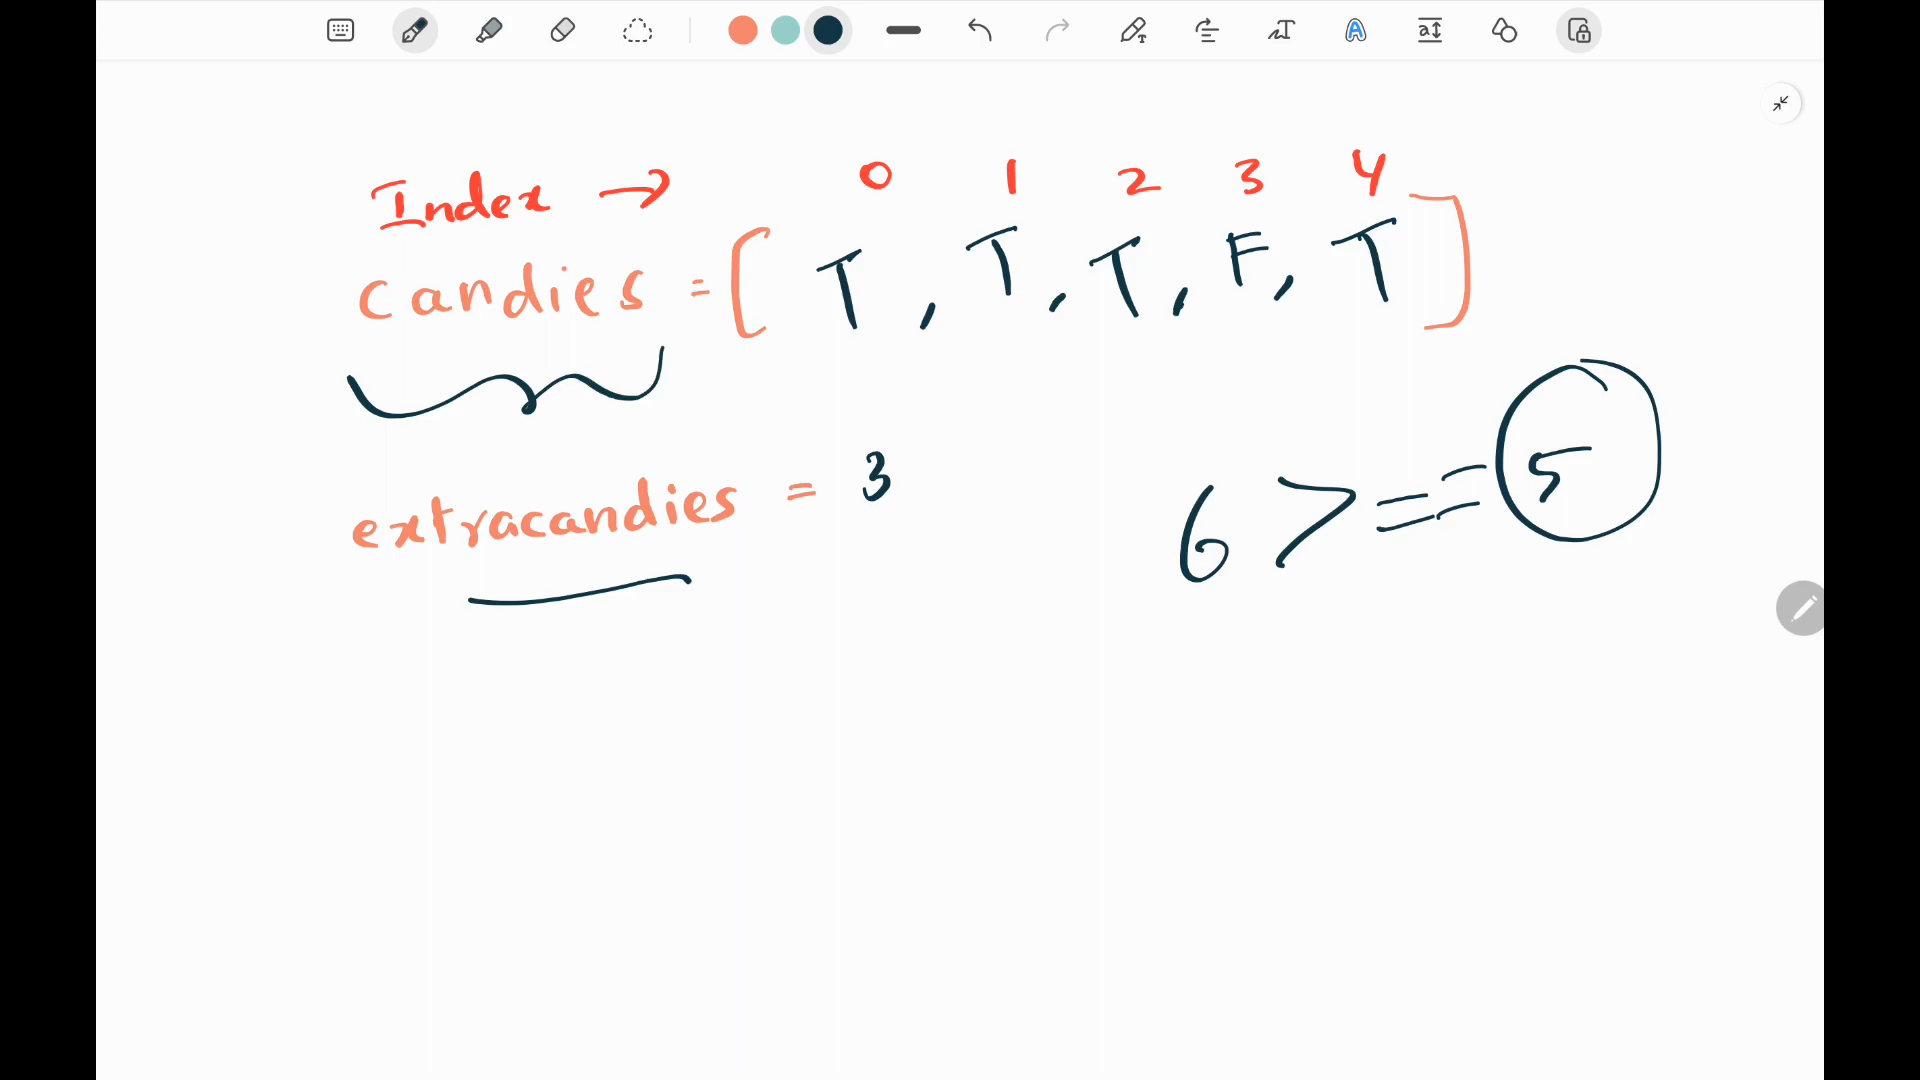 Index → 0 1 2 3 4
candies = [ T , T , T , F , T ]
extracandies = 3
6 >== 5